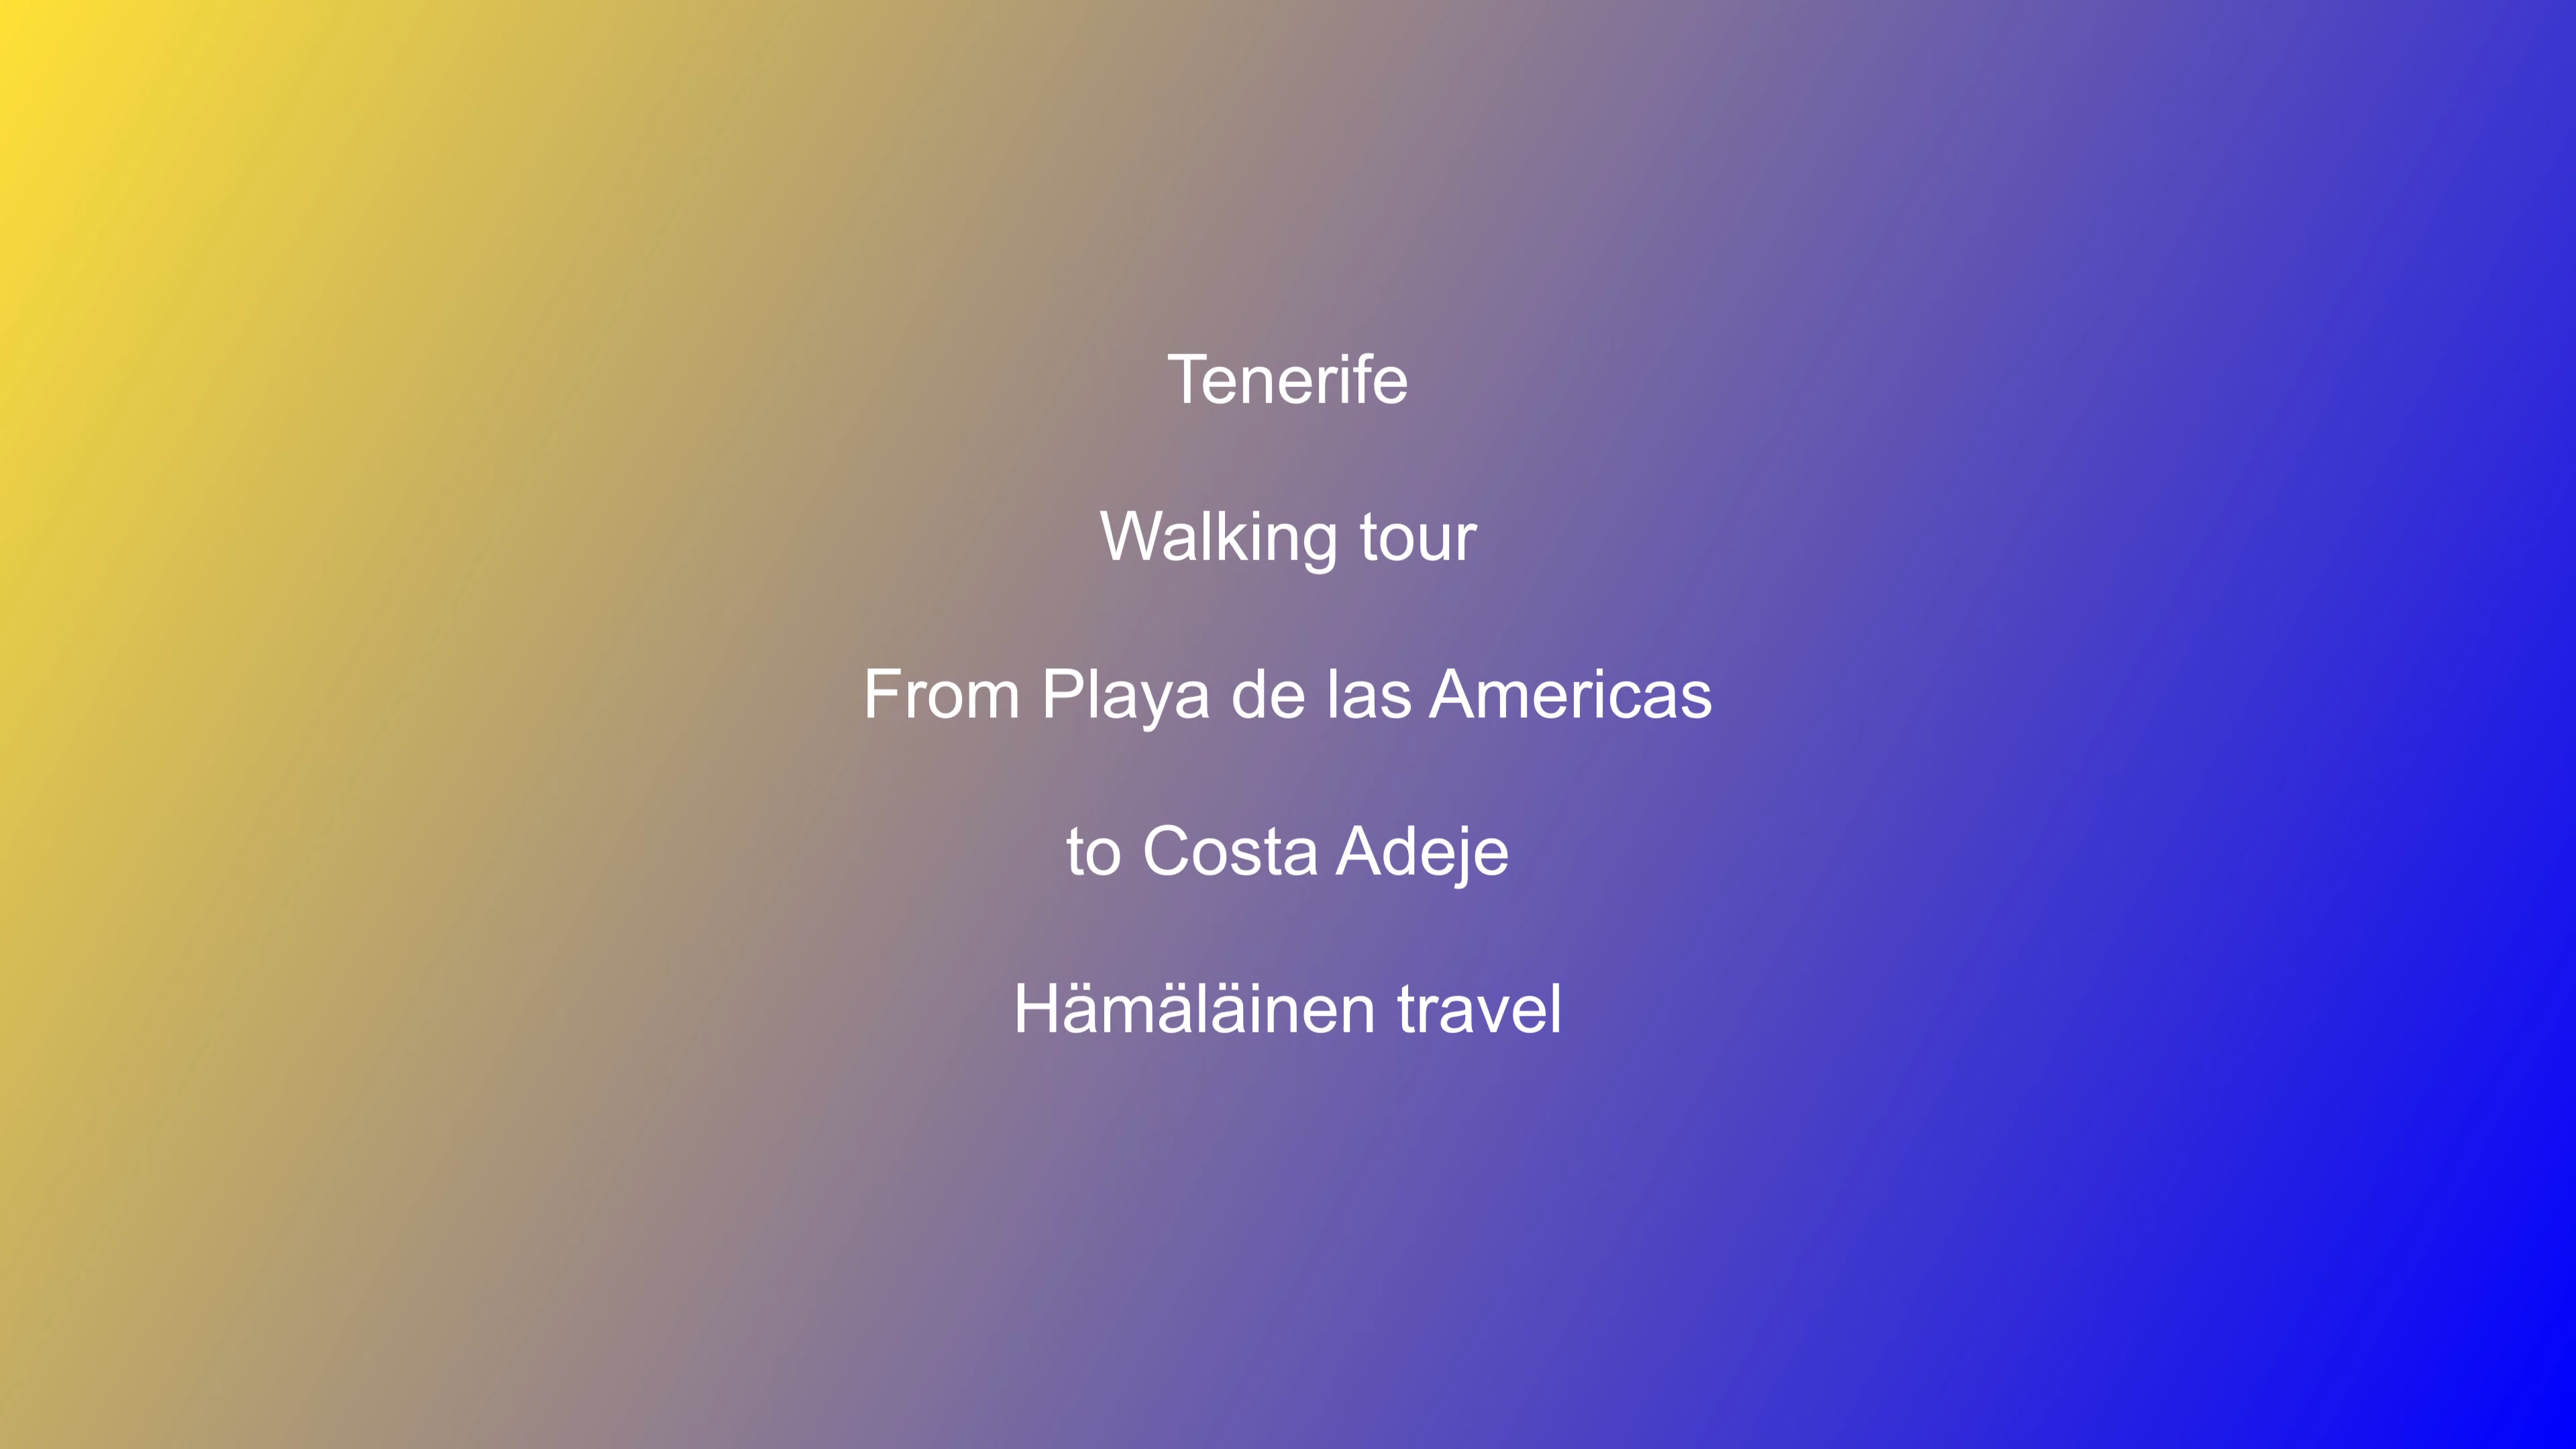 Tenerife
Walking tour
From Playa de las Americas
to Costa Adeje
Hämäläinen travel